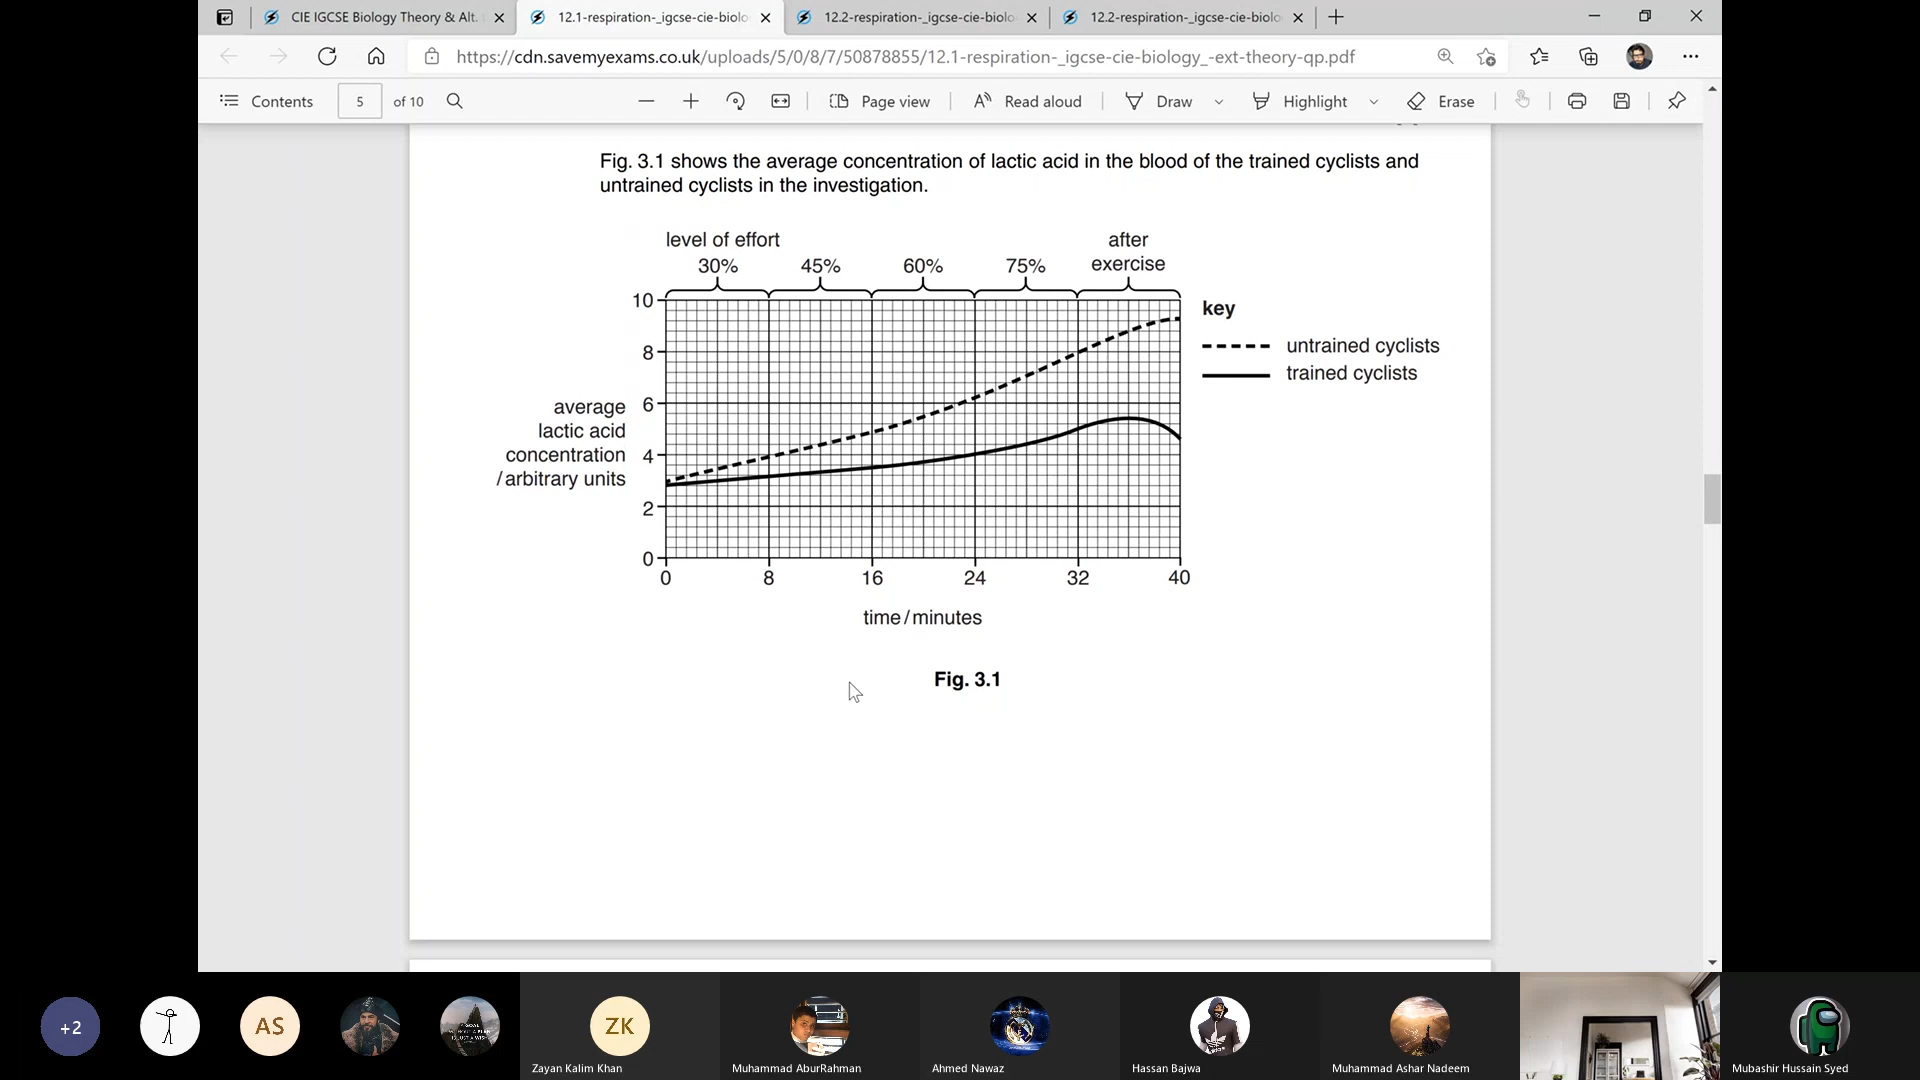 CIE IGCSE Biology Theory & Alt.
12.1-respiration-_igcse-cie-biolo
12.2-respiration-_igcse-cie-biolo
12.2-respiration-_igcse-cie-biolo
https://cdn.savemyexams.co.uk/uploads/5/0/8/7/50878855/12.1-respiration-_igcse-cie-biology_-ext-theory-qp.pdf
Contents 5 of 10 Page view Read aloud Draw Highlight Erase
Fig. 3.1 shows the average concentration of lactic acid in the blood of the trained cyclists and
untrained cyclists in the investigation.
level of effort
after
exercise
30% 45% 60% 75%
10
8
6
4
2
0
average
lactic acid
concentration
/ arbitrary units
key
untrained cyclists
trained cyclists
0 8 16 24 32 40
time / minutes
Fig. 3.1
+2
AS
A GOAL
WITHOUT A PLAN
IS JUST A WISH
ZK
Zayan Kalim Khan
Muhammad AburRahman
Ahmed Nawaz
Hassan Bajwa
Muhammad Ashar Nadeem
Mubashir Hussain Syed